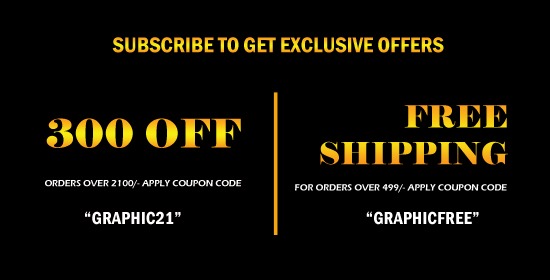 SUBSCRIBE TO GET EXCLUSIVE OFFERS
300 OFF
ORDERS OVER 2100/- APPLY COUPON CODE
“GRAPHIC21”
FREE
SHIPPING
FOR ORDERS OVER 499/- APPLY COUPON CODE
“GRAPHICFREE”